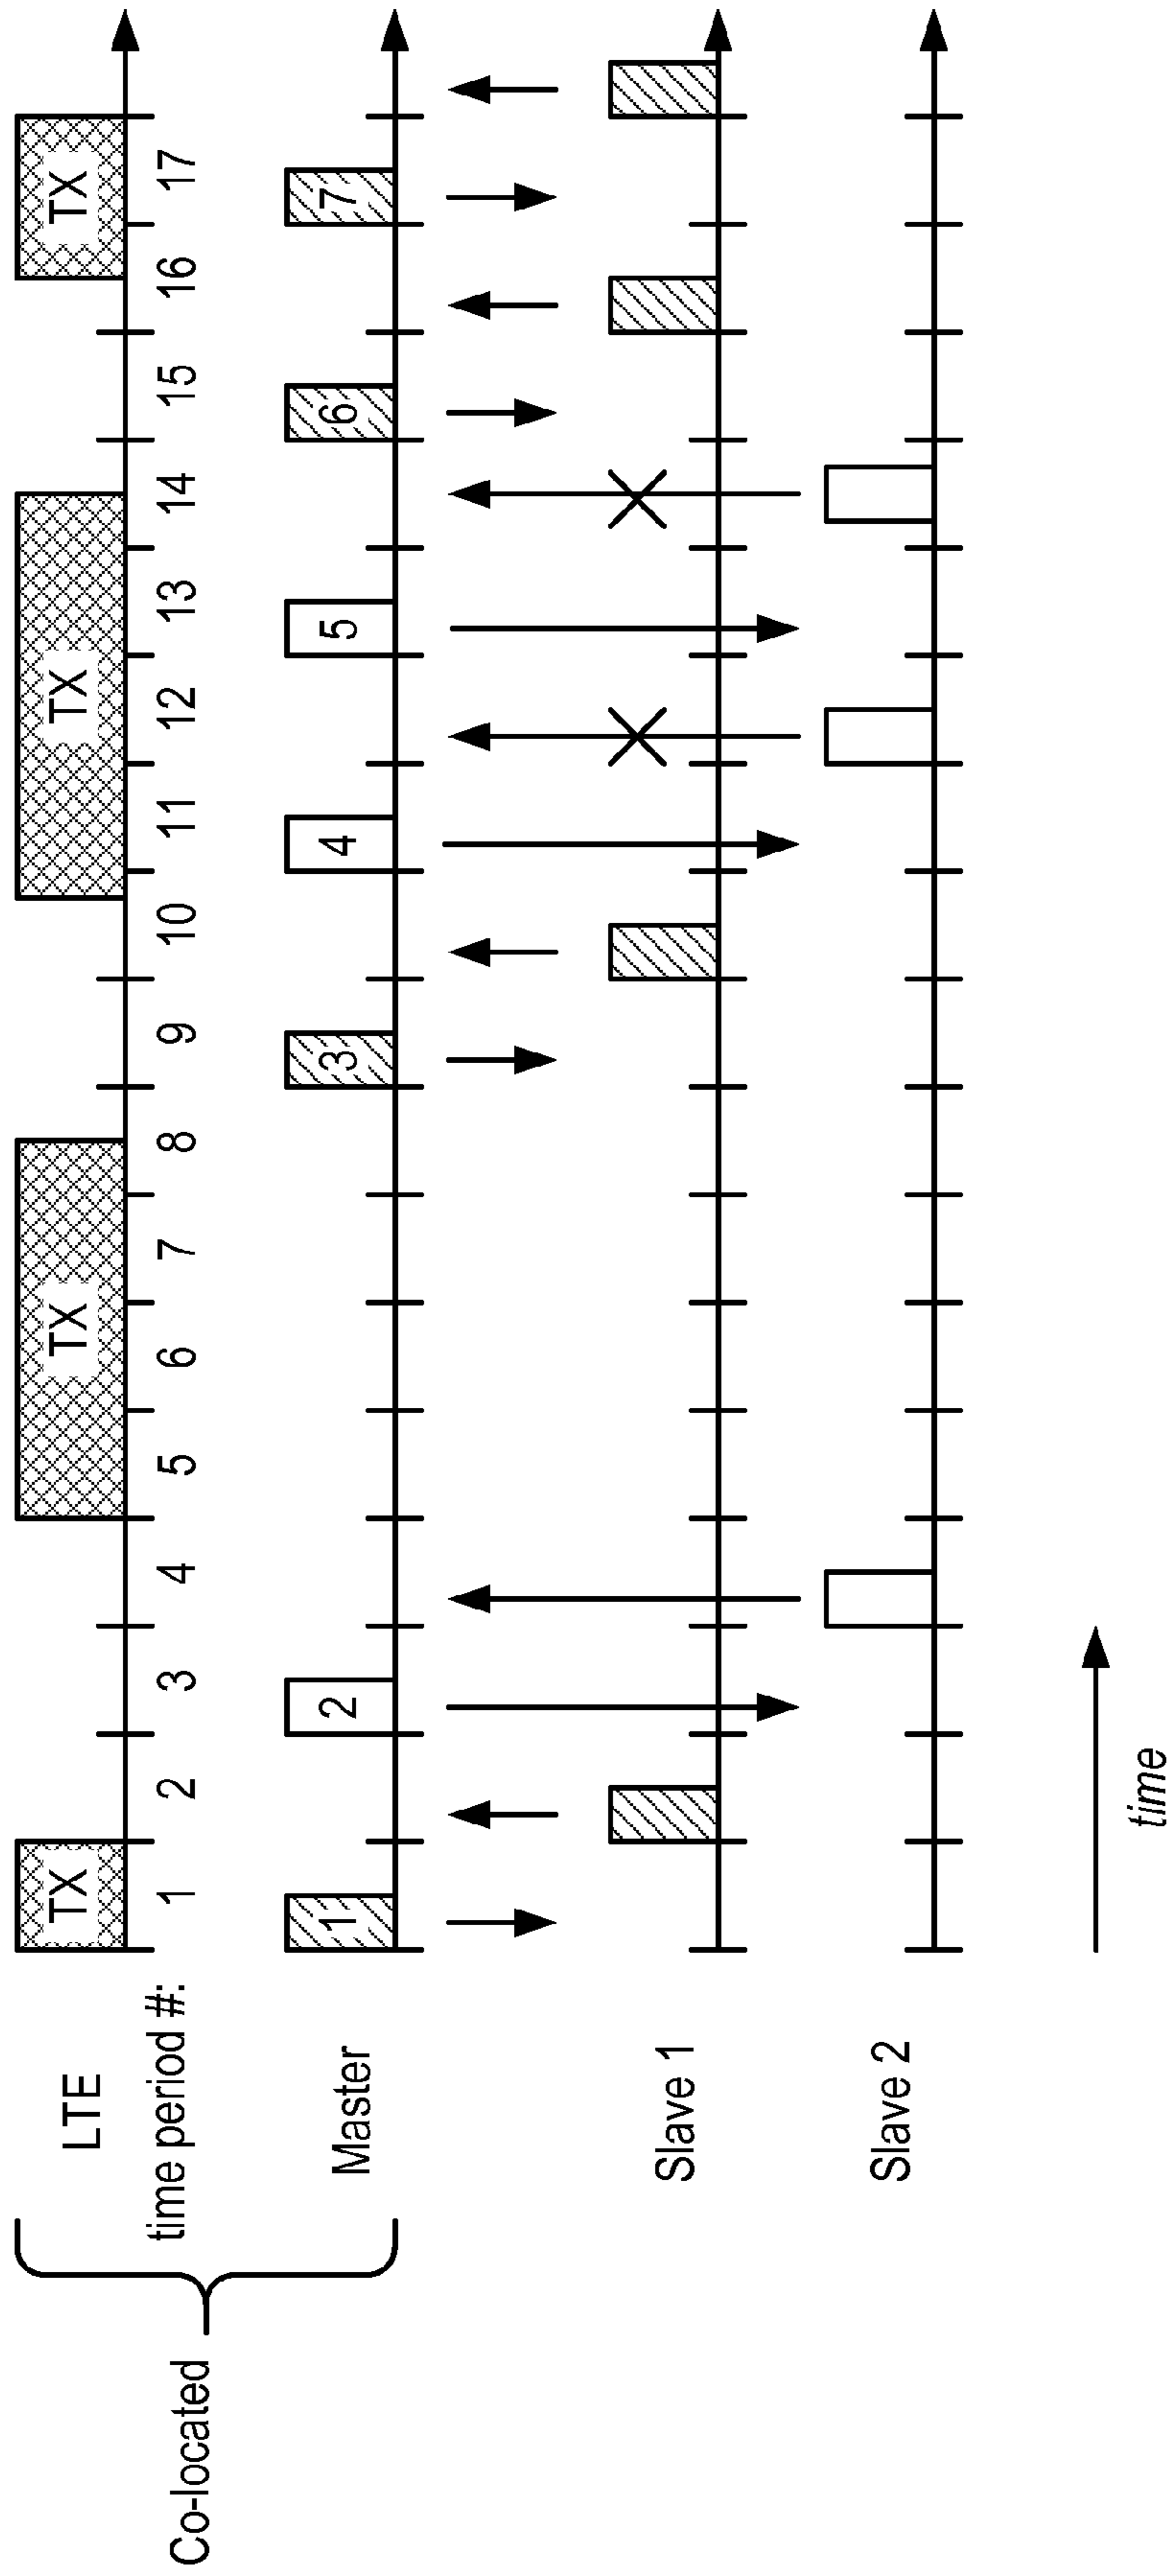 LTE
TX TX TX TX
time period #: 1 2 3 4 5 6 7 8 9 10 11 12 13 14 15 16 17
Co-located
Master 1 2 3 4 5 6 7
Slave 1
Slave 2
time